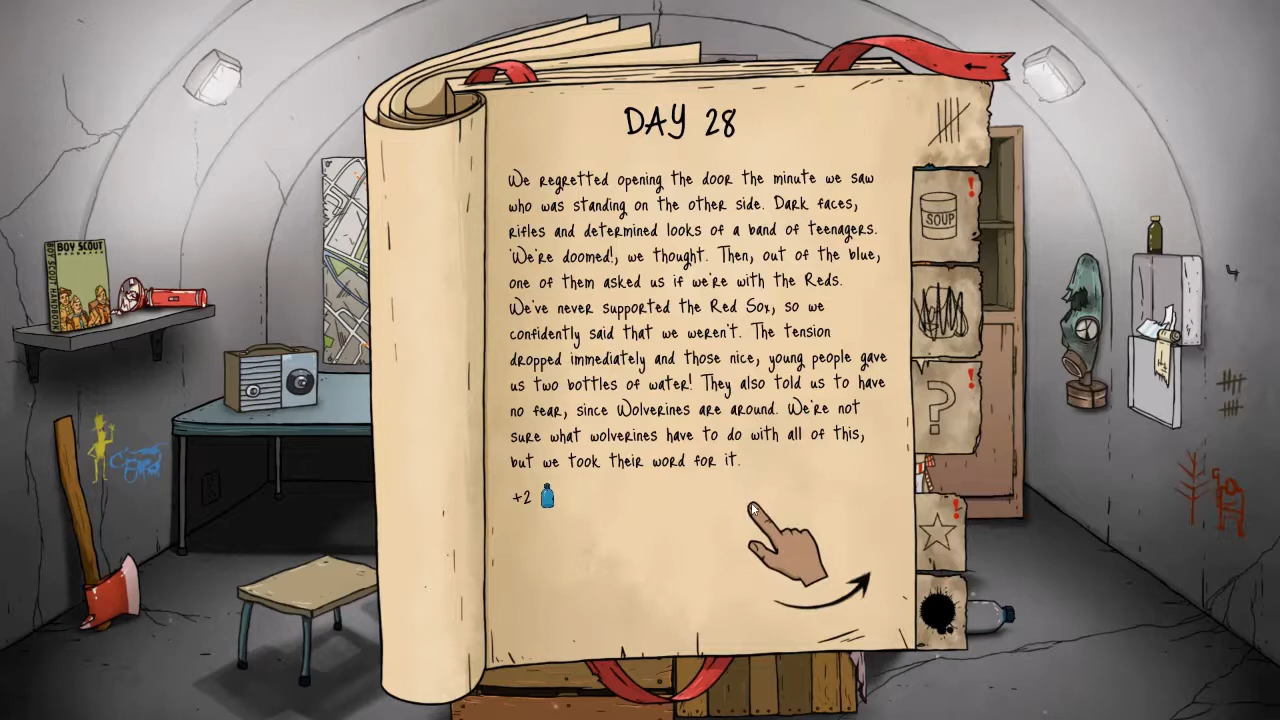 DAY 28
We regretted opening the door the minute we saw
who was standing on the other side. Dark faces,
rifles and determined looks of a band of teenagers.
'We're doomed!, we thought. Then, out of the blue,
one of them asked us if we're with the Reds.
We've never supported the Red Sox, so we
confidently said that we weren't. The tension
dropped immediately and those nice, young people gave
us two bottles of water! They also told us to have
no fear, since Wolverines are around. We're not
sure what wolverines have to do with all of this,
but we took their word for it.
+2
SOUP
!
!
?
!
BOY SCOUT
BOY SCOUT HANDBOOK